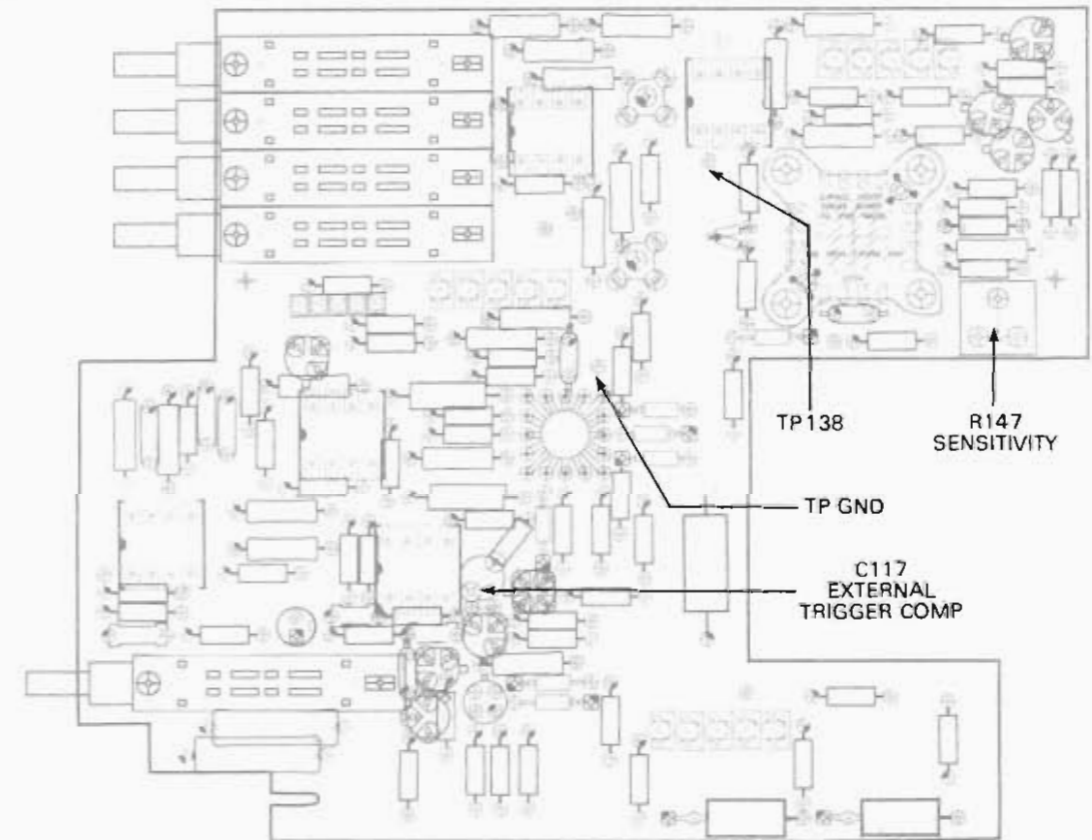 TP138
R147
SENSITIVITY
TP GND
C117
EXTERNAL
TRIGGER COMP